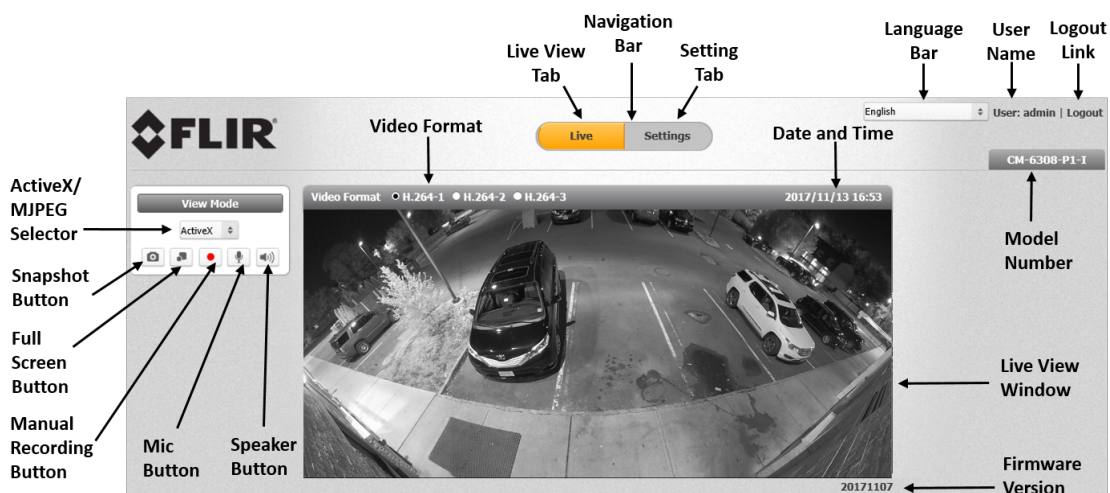 Navigation
Bar
Live View
Tab
Setting
Tab
Language
Bar
User
Name
Logout
Link
FLIR
Video Format
Live
Settings
Date and Time
English
User: admin | Logout
CM-6308-P1-I
ActiveX/
MJPEG
Selector
View Mode
ActiveX
Video Format H.264-1 H.264-2 H.264-3
2017/11/13 16:53
Model
Number
Snapshot
Button
Full
Screen
Button
Manual
Recording
Button
Mic
Button
Speaker
Button
Live View
Window
20171107
Firmware
Version